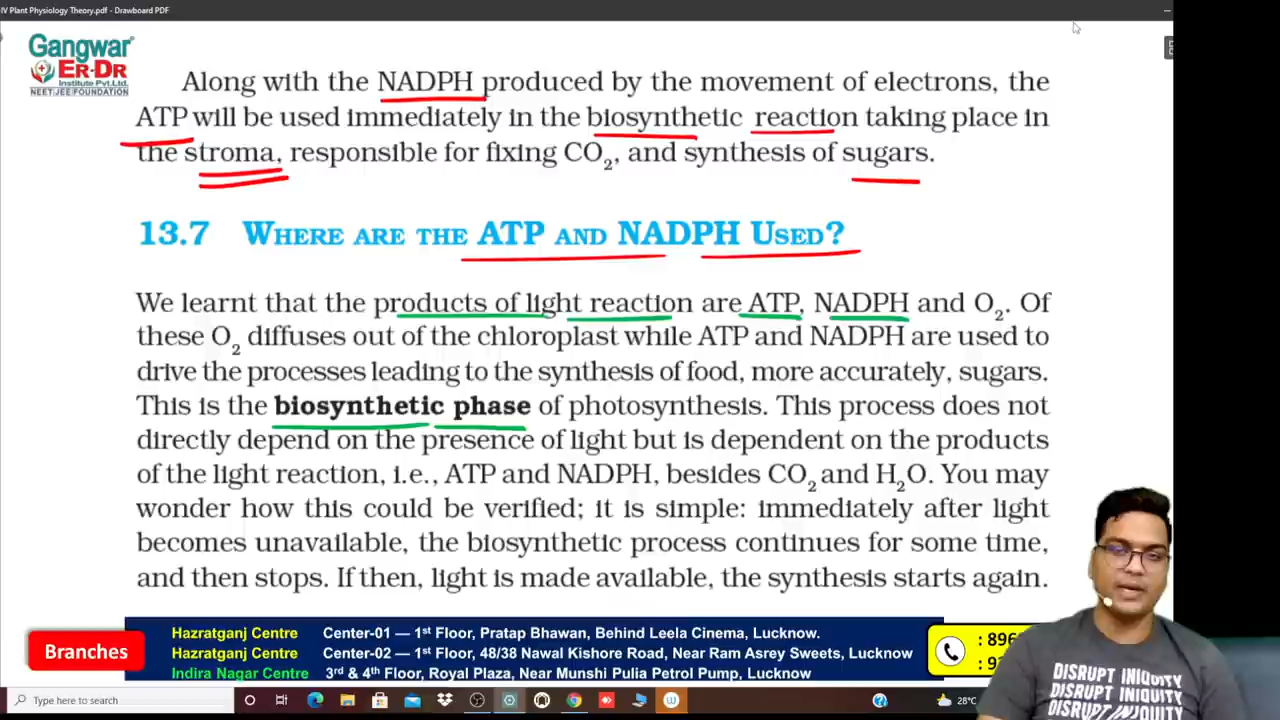 IV Plant Physiology Theory.pdf - Drawboard PDF
Gangwar
ER-DR
Institute Pvt.Ltd.
NEET|JEE|FOUNDATION
Along with the NADPH produced by the movement of electrons, the
ATP will be used immediately in the biosynthetic reaction taking place in
the stroma, responsible for fixing CO₂, and synthesis of sugars.
13.7 WHERE ARE THE ATP AND NADPH USED?
We learnt that the products of light reaction are ATP, NADPH and O₂. Of
these O₂ diffuses out of the chloroplast while ATP and NADPH are used to
drive the processes leading to the synthesis of food, more accurately, sugars.
This is the biosynthetic phase of photosynthesis. This process does not
directly depend on the presence of light but is dependent on the products
of the light reaction, i.e., ATP and NADPH, besides CO₂ and H₂O. You may
wonder how this could be verified; it is simple: immediately after light
becomes unavailable, the biosynthetic process continues for some time,
and then stops. If then, light is made available, the synthesis starts again.
Branches
Hazratganj Centre Center-01 — 1st Floor, Pratap Bhawan, Behind Leela Cinema, Lucknow.
Hazratganj Centre Center-02 — 1st Floor, 48/38 Nawal Kishore Road, Near Ram Asrey Sweets, Lucknow
Indira Nagar Centre 3rd & 4th Floor, Royal Plaza, Near Munshi Pulia Petrol Pump, Lucknow
: 896
: 9
DISRUPT INIQUITY
DISRUPT INIQUITY
DISRUPT INIQUITY
Type here to search
28°C